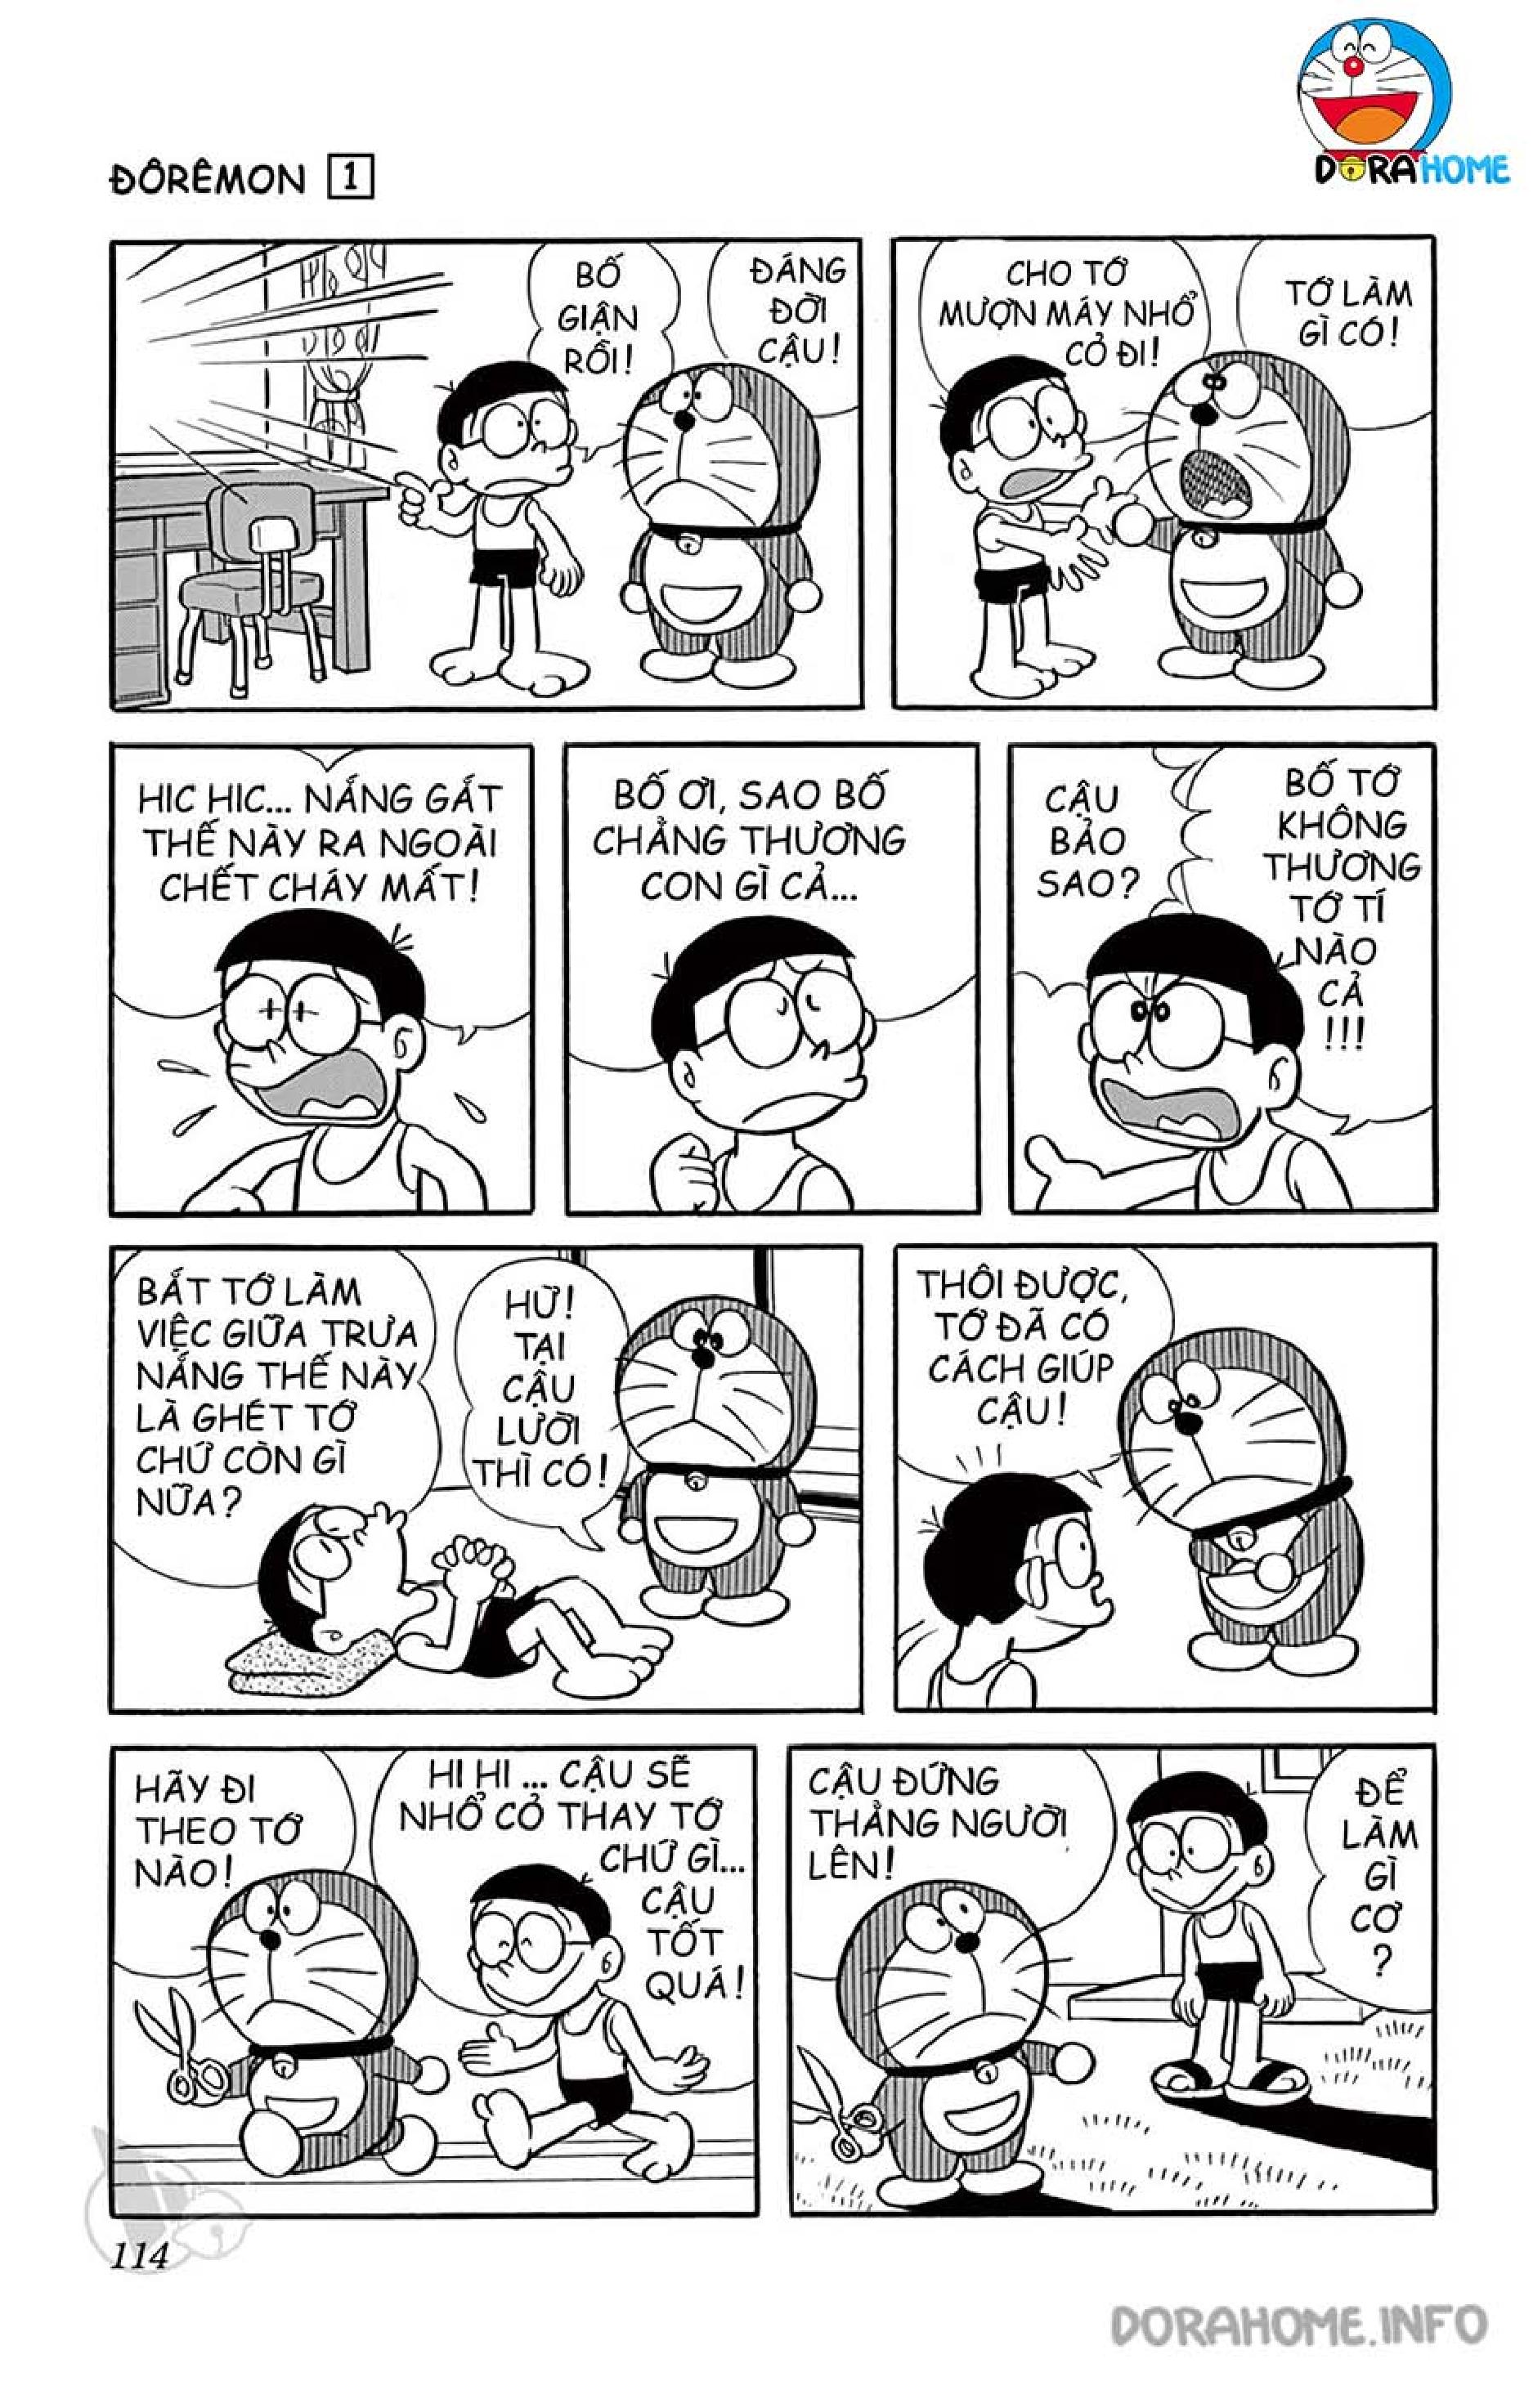 DORAHOME
ĐÔRÊMON 1
BỐ
GIẬN
RỒI!
ĐÁNG
ĐỜI
CẬU!
CHO TỚ
MƯỢN MÁY NHỔ
CỎ ĐI!
TỚ LÀM
GÌ CÓ!
HIC HIC... NẮNG GẮT
THẾ NÀY RA NGOÀI
CHẾT CHÁY MẤT!
BỐ ƠI, SAO BỐ
CHẲNG THƯƠNG
CON GÌ CẢ...
CẬU
BẢO
SAO?
BỐ TỚ
KHÔNG
THƯƠNG
TỚ TÍ
NÀO
CẢ
!!!
BẮT TỚ LÀM
VIỆC GIỮA TRƯA
NẮNG THẾ NÀY
LÀ GHÉT TỚ
CHỨ CÒN GÌ
NỮA?
HỪ!
TẠI
CẬU
LƯỜI
THÌ CÓ!
THÔI ĐƯỢC,
TỚ ĐÃ CÓ
CÁCH GIÚP
CẬU!
HÃY ĐI
THEO TỚ
NÀO!
HI HI ... CẬU SẼ
NHỔ CỎ THAY TỚ
CHỨ GÌ...
CẬU
TỐT
QUÁ!
CẬU ĐỨNG
THẲNG NGƯỜI
LÊN!
ĐỂ
LÀM
GÌ
CƠ
?
114
DORAHOME.INFO